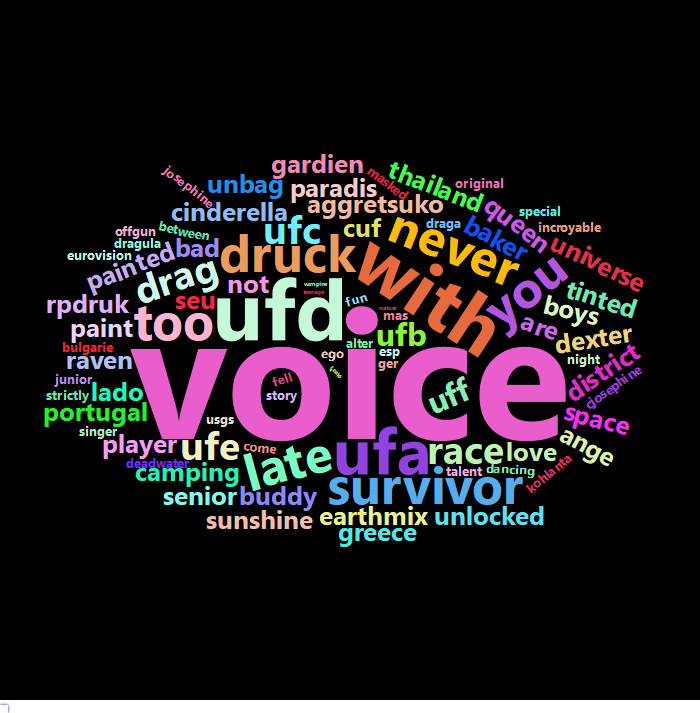 gardien
josephine
masked
thailand
original
unbag
paradis
aggretsuko
queen
special
cinderella
between
offgun
ufc
cuf
never
draga
baker
incroyable
universe
dragula
eurovision
painted
bad
druck
with
you
tinted
drag
not
vampire
fun
rpdruk
seu
ufd
mas
boys
are
paint
too
ufb
dexter
bulgarie
raven
voice
alter
ego
esp
ger
night
district
junior
fell
strictly
lado
story
uff
josephine
portugal
usgs
space
singer
player
ufe
come
late
ufa
race
love
ange
deadwater
camping
talent
dancing
kohlanta
senior
buddy
survivor
sunshine
earthmix
unlocked
greece